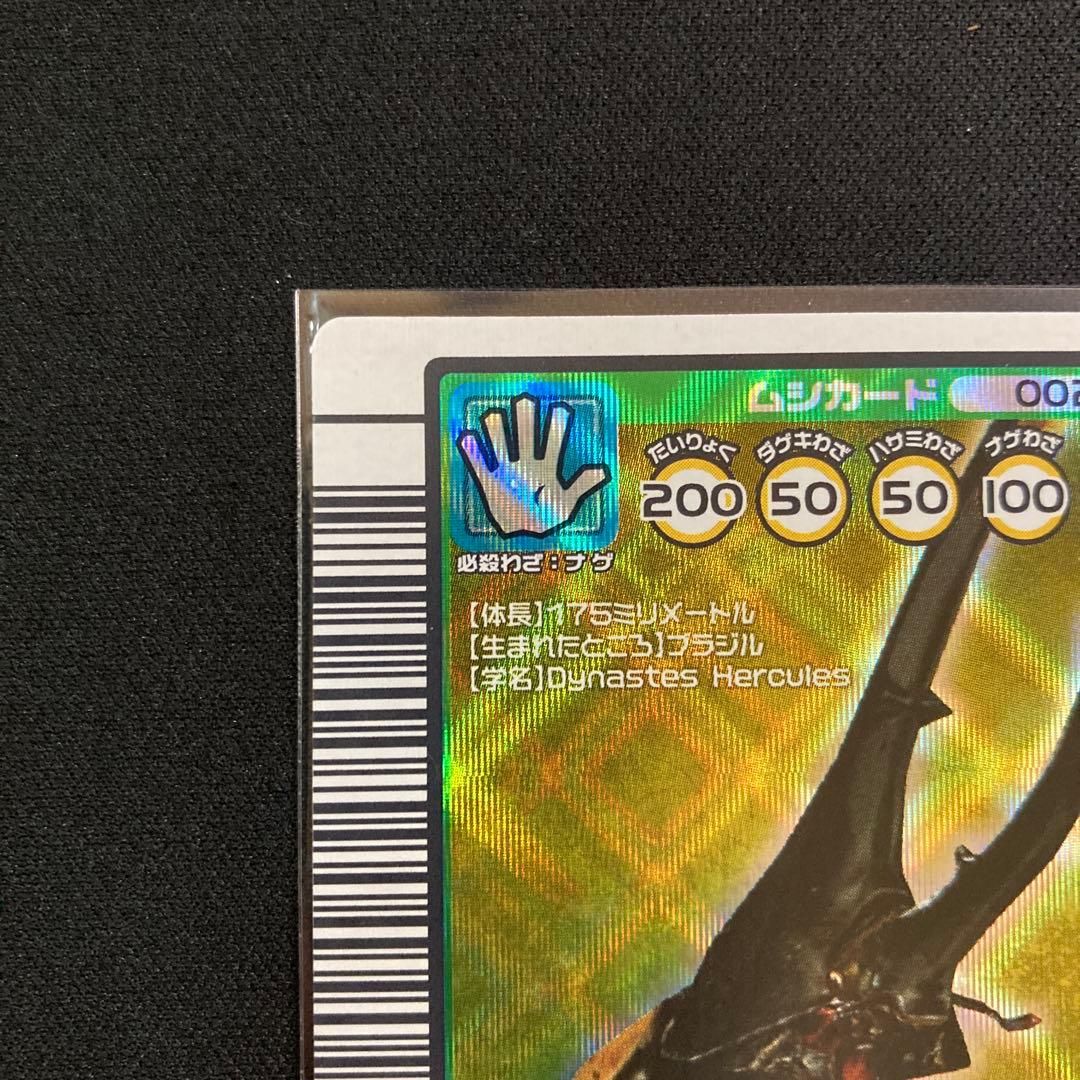 ムシカード 002
たいりょく ダゲキわざ ハサミわざ ナゲわざ
200 50 50 100
必殺わざ：ナゲ
【体長】175ミリメートル
【生まれたところ】ブラジル
【学名】Dynastes Hercules